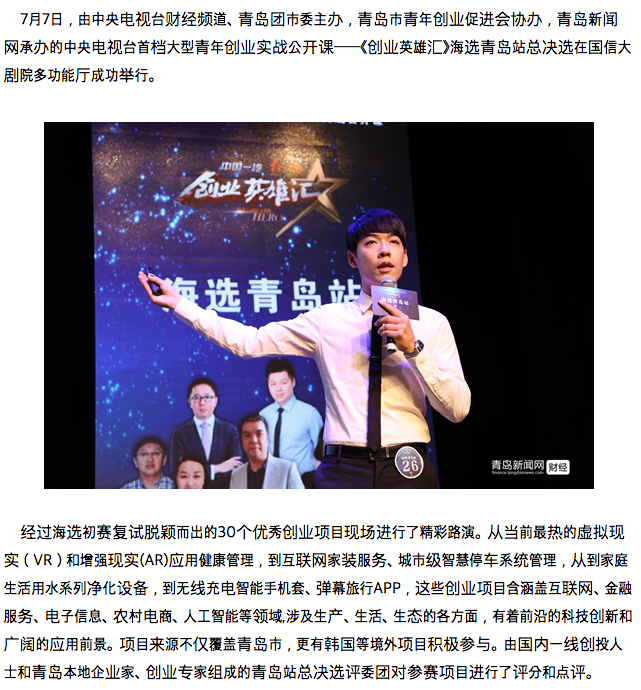 7月7日，由中央电视台财经频道、青岛团市委主办，青岛市青年创业促进会协办，青岛新闻
网承办的中央电视台首档大型青年创业实战公开课——《创业英雄汇》海选青岛站总决选在国信大
剧院多功能厅成功举行。
中国一汽
创业英雄汇
HERO
海选青岛站
海选青岛站
26
青岛新闻网 财经
finance.qingdaonews.com
经过海选初赛复试脱颖而出的30个优秀创业项目现场进行了精彩路演。从当前最热的虚拟现
实（VR）和增强现实(AR)应用健康管理，到互联网家装服务、城市级智慧停车系统管理，从到家庭
生活用水系列净化设备，到无线充电智能手机套、弹幕旅行APP，这些创业项目含涵盖互联网、金融
服务、电子信息、农村电商、人工智能等领域,涉及生产、生活、生态的各方面，有着前沿的科技创新和
广阔的应用前景。项目来源不仅覆盖青岛市，更有韩国等境外项目积极参与。由国内一线创投人
士和青岛本地企业家、创业专家组成的青岛站总决选评委团对参赛项目进行了评分和点评。